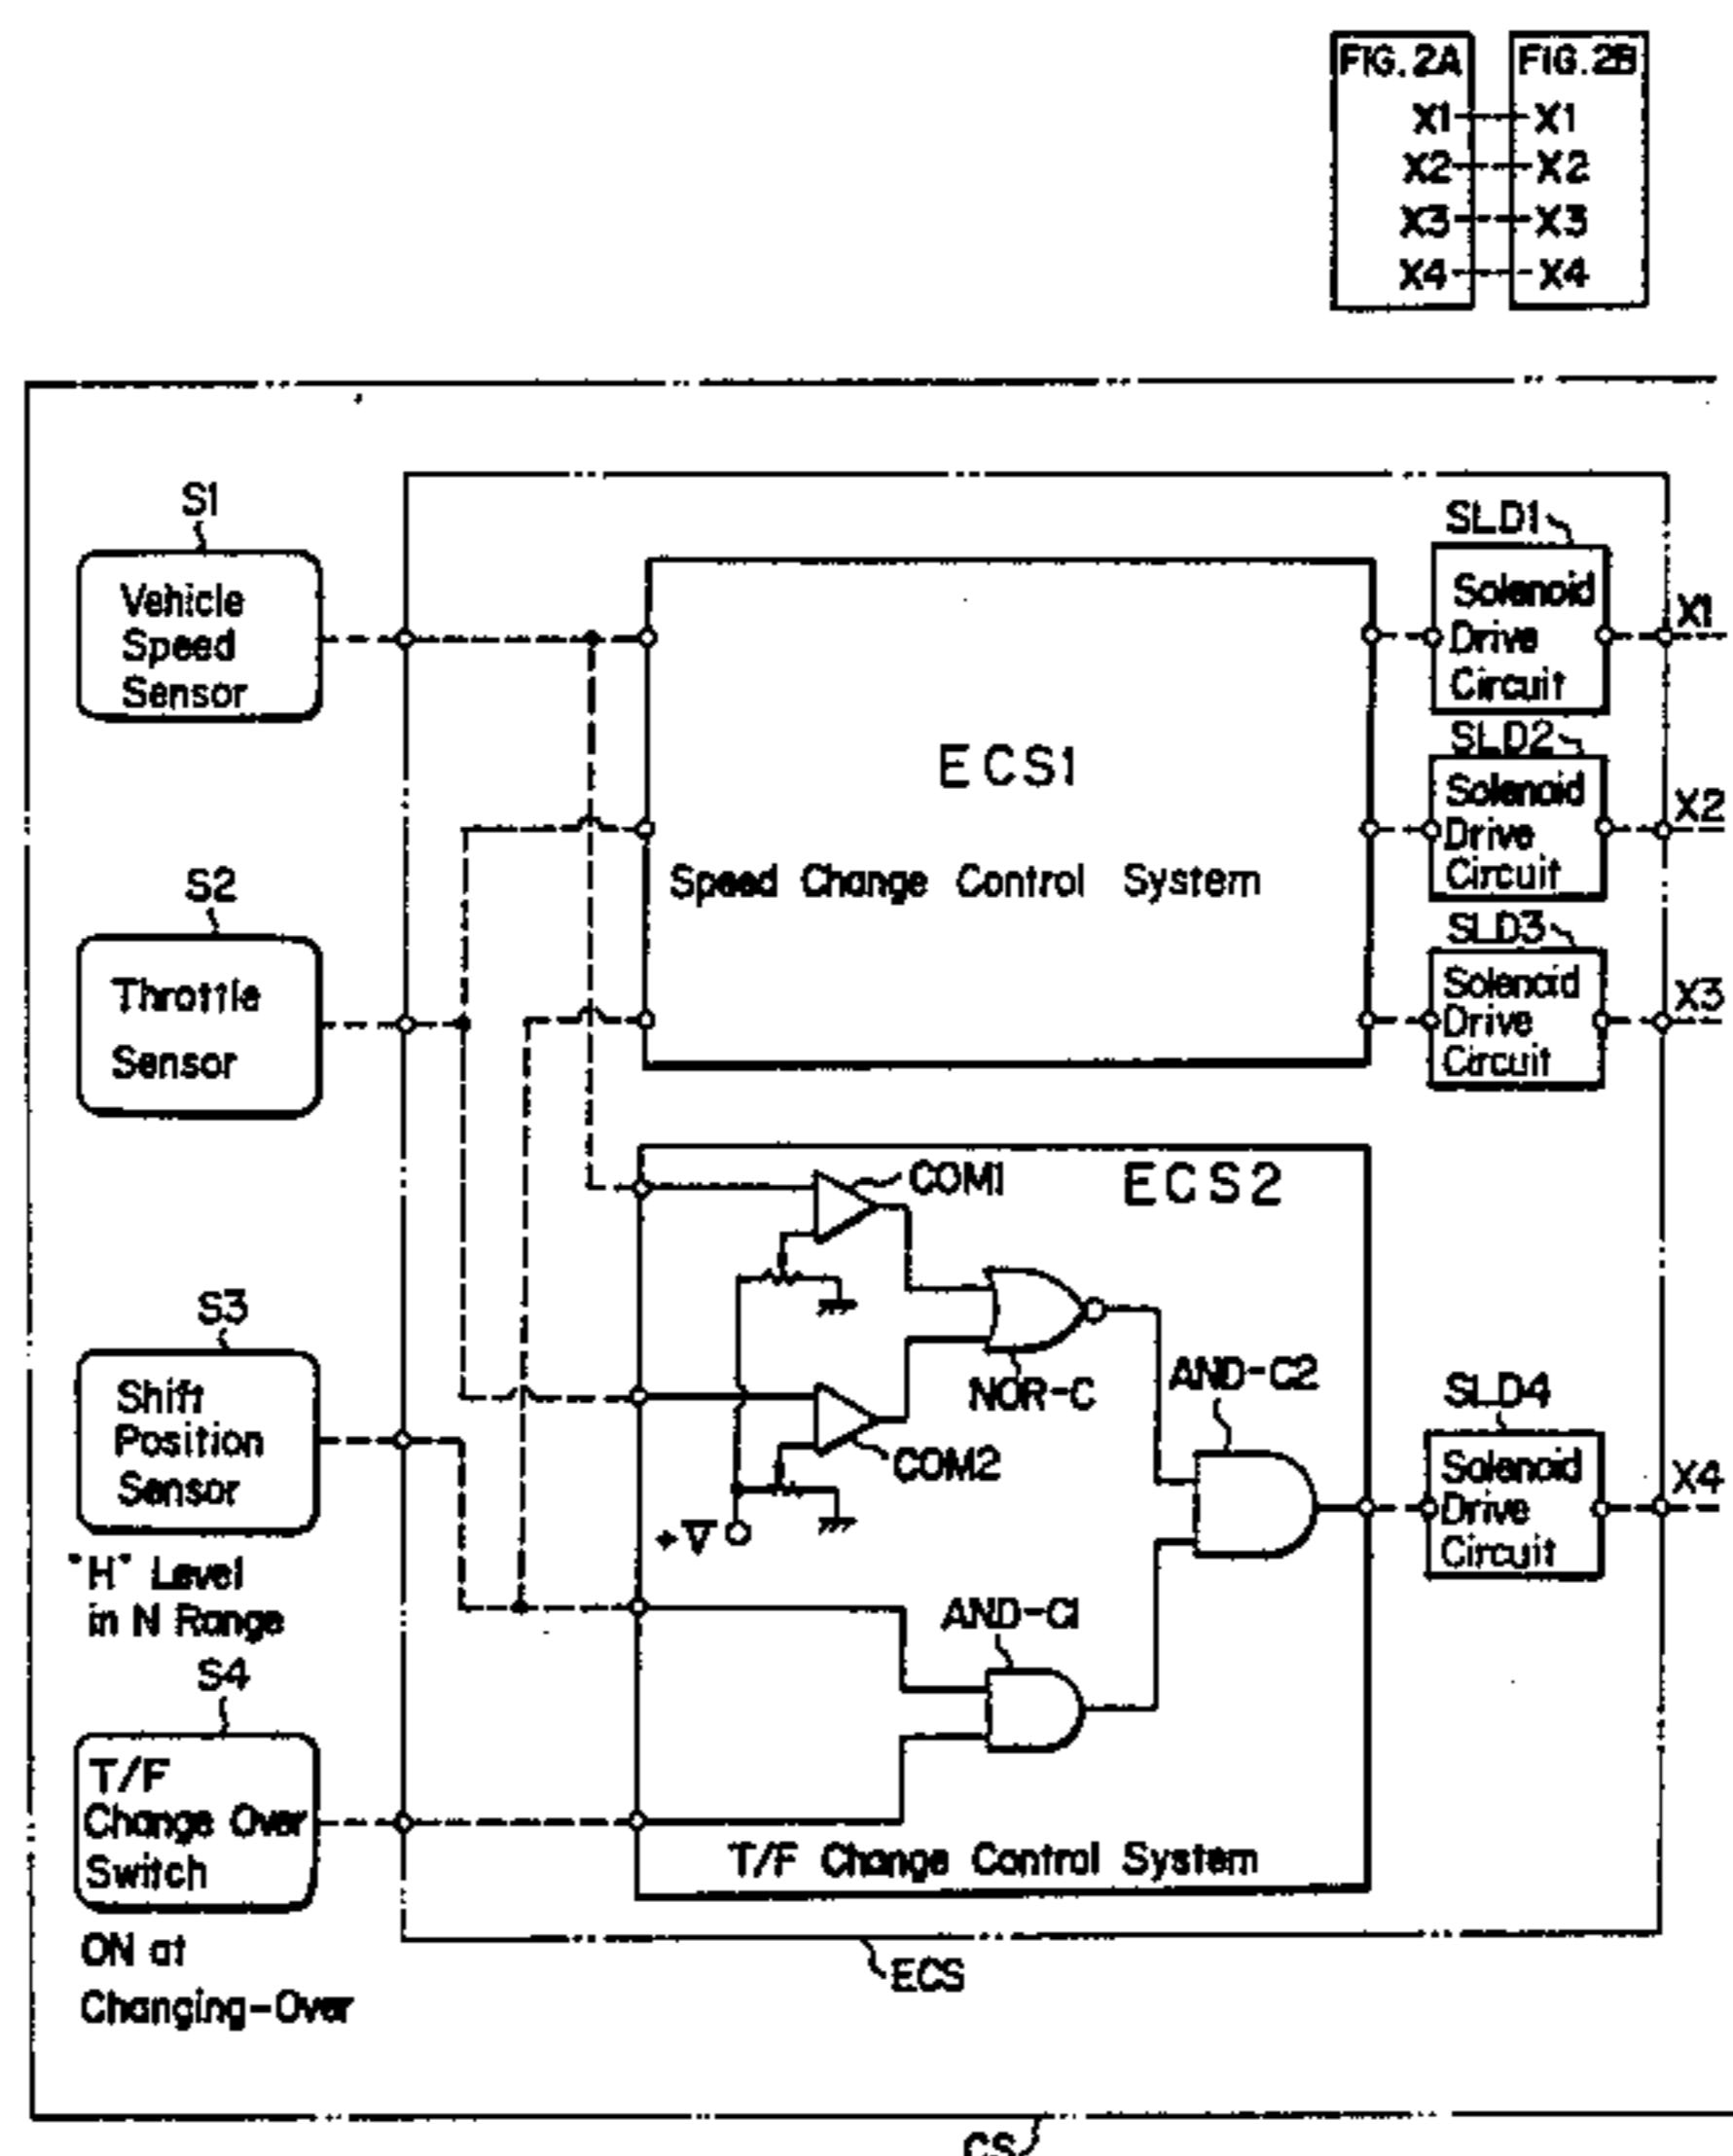 FIG.2A FIG.2B
X1 X1
X2 X2
X3 X3
X4 X4
S1
Vehicle
Speed
Sensor
S2
Throttle
Sensor
S3
Shift
Position
Sensor
"H" Level
in N Range
S4
T/F
Change Over
Switch
ON at
Changing-Over
ECS1
Speed Change Control System
SLD1
Solenoid
Drive
Circuit
X1
SLD2
Solenoid
Drive
Circuit
X2
SLD3
Solenoid
Drive
Circuit
X3
ECS2
COM1
NOR-C
AND-C2
COM2
+V
AND-C1
T/F Change Control System
SLD4
Solenoid
Drive
Circuit
X4
ECS
CS